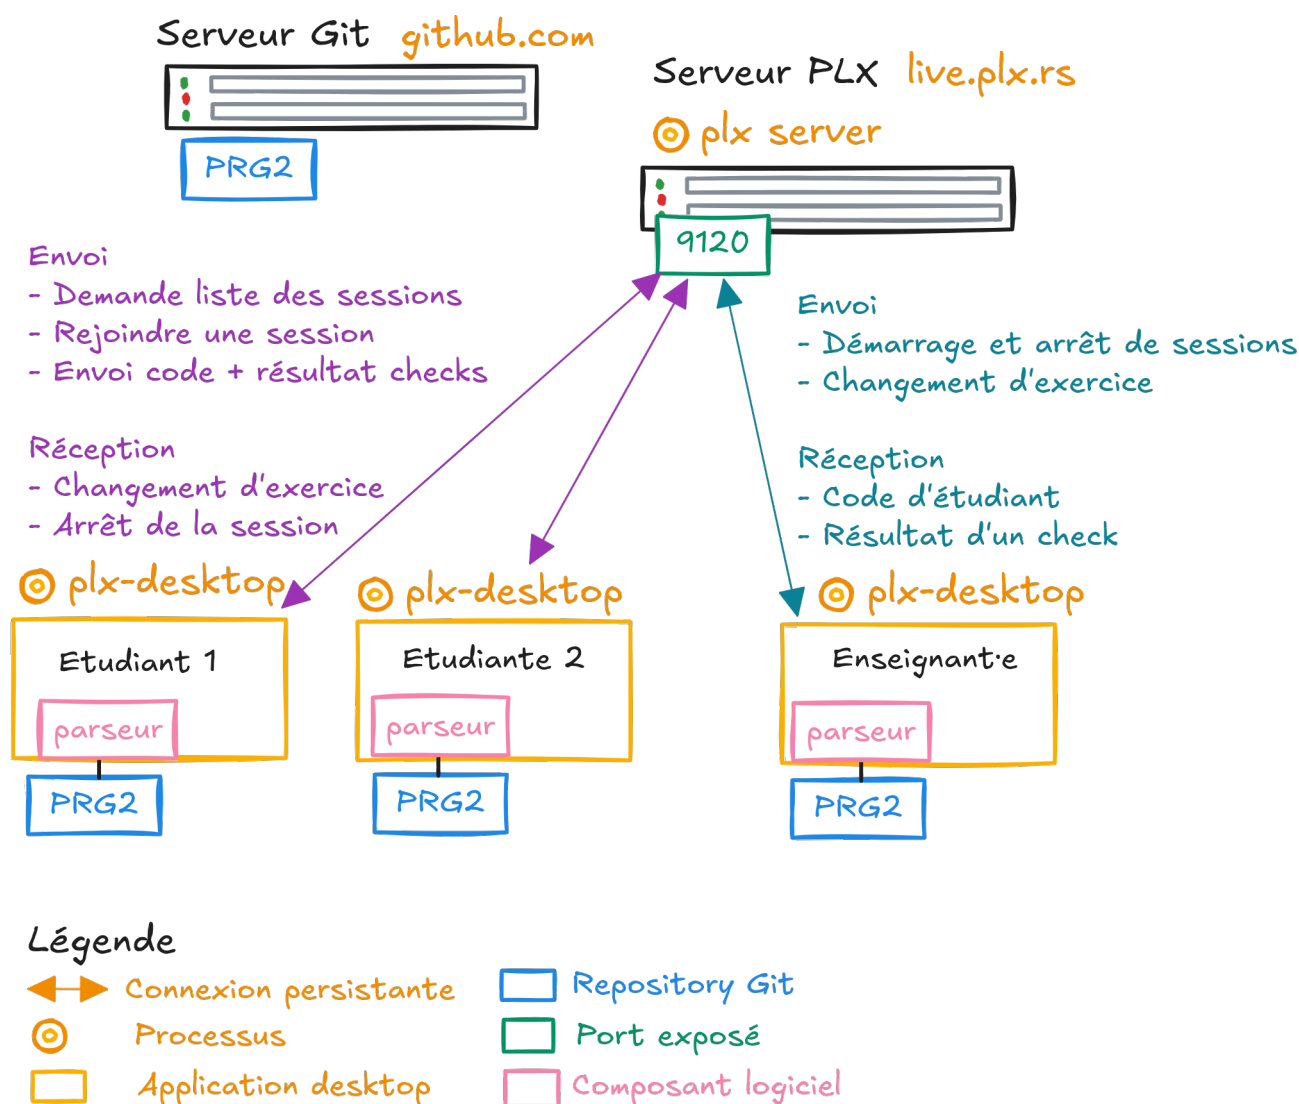 Serveur Git github.com
PRG2
Serveur PLX live.plx.rs
plx server
9120
Envoi
- Demande liste des sessions
- Rejoindre une session
- Envoi code + résultat checks
Réception
- Changement d'exercice
- Arrêt de la session
Envoi
- Démarrage et arrêt de sessions
- Changement d'exercice
Réception
- Code d'étudiant
- Résultat d'un check
plx-desktop
Etudiant 1
parseur
PRG2
plx-desktop
Etudiante 2
parseur
PRG2
plx-desktop
Enseignant·e
parseur
PRG2
Légende
Connexion persistante
Processus
Application desktop
Repository Git
Port exposé
Composant logiciel